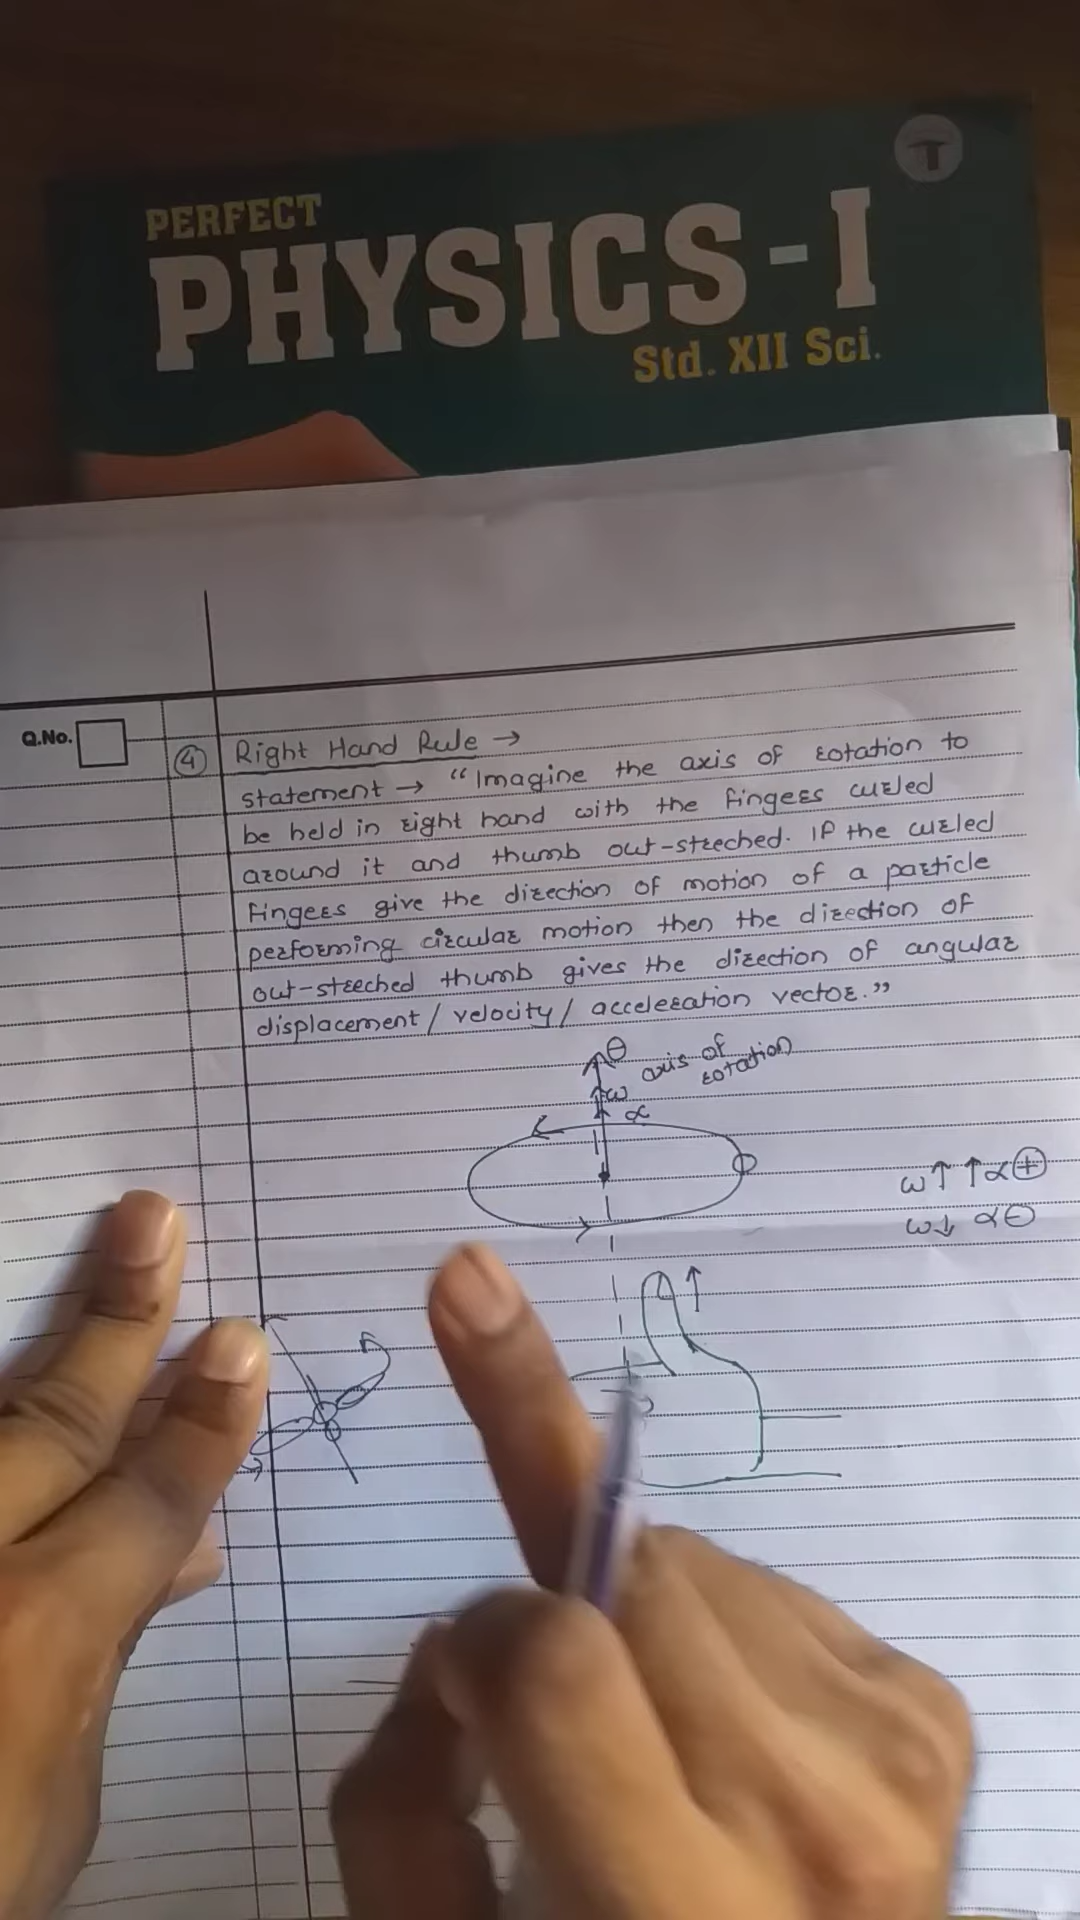 T
PERFECT
PHYSICS-I
Std. XII Sci.
Q.No.
④ Right Hand Rule →
statement → “Imagine the axis of rotation to
be held in right hand with the fingers curled
around it and thumb out-streched. If the curled
fingers give the direction of motion of a particle
performing circular motion then the direction of
out-streched thumb gives the direction of angular
displacement / velocity / acceleration vector.”
θ
axis of
rotation
ω
α
ω↑ ↑α⊕
ω↓ α⊖